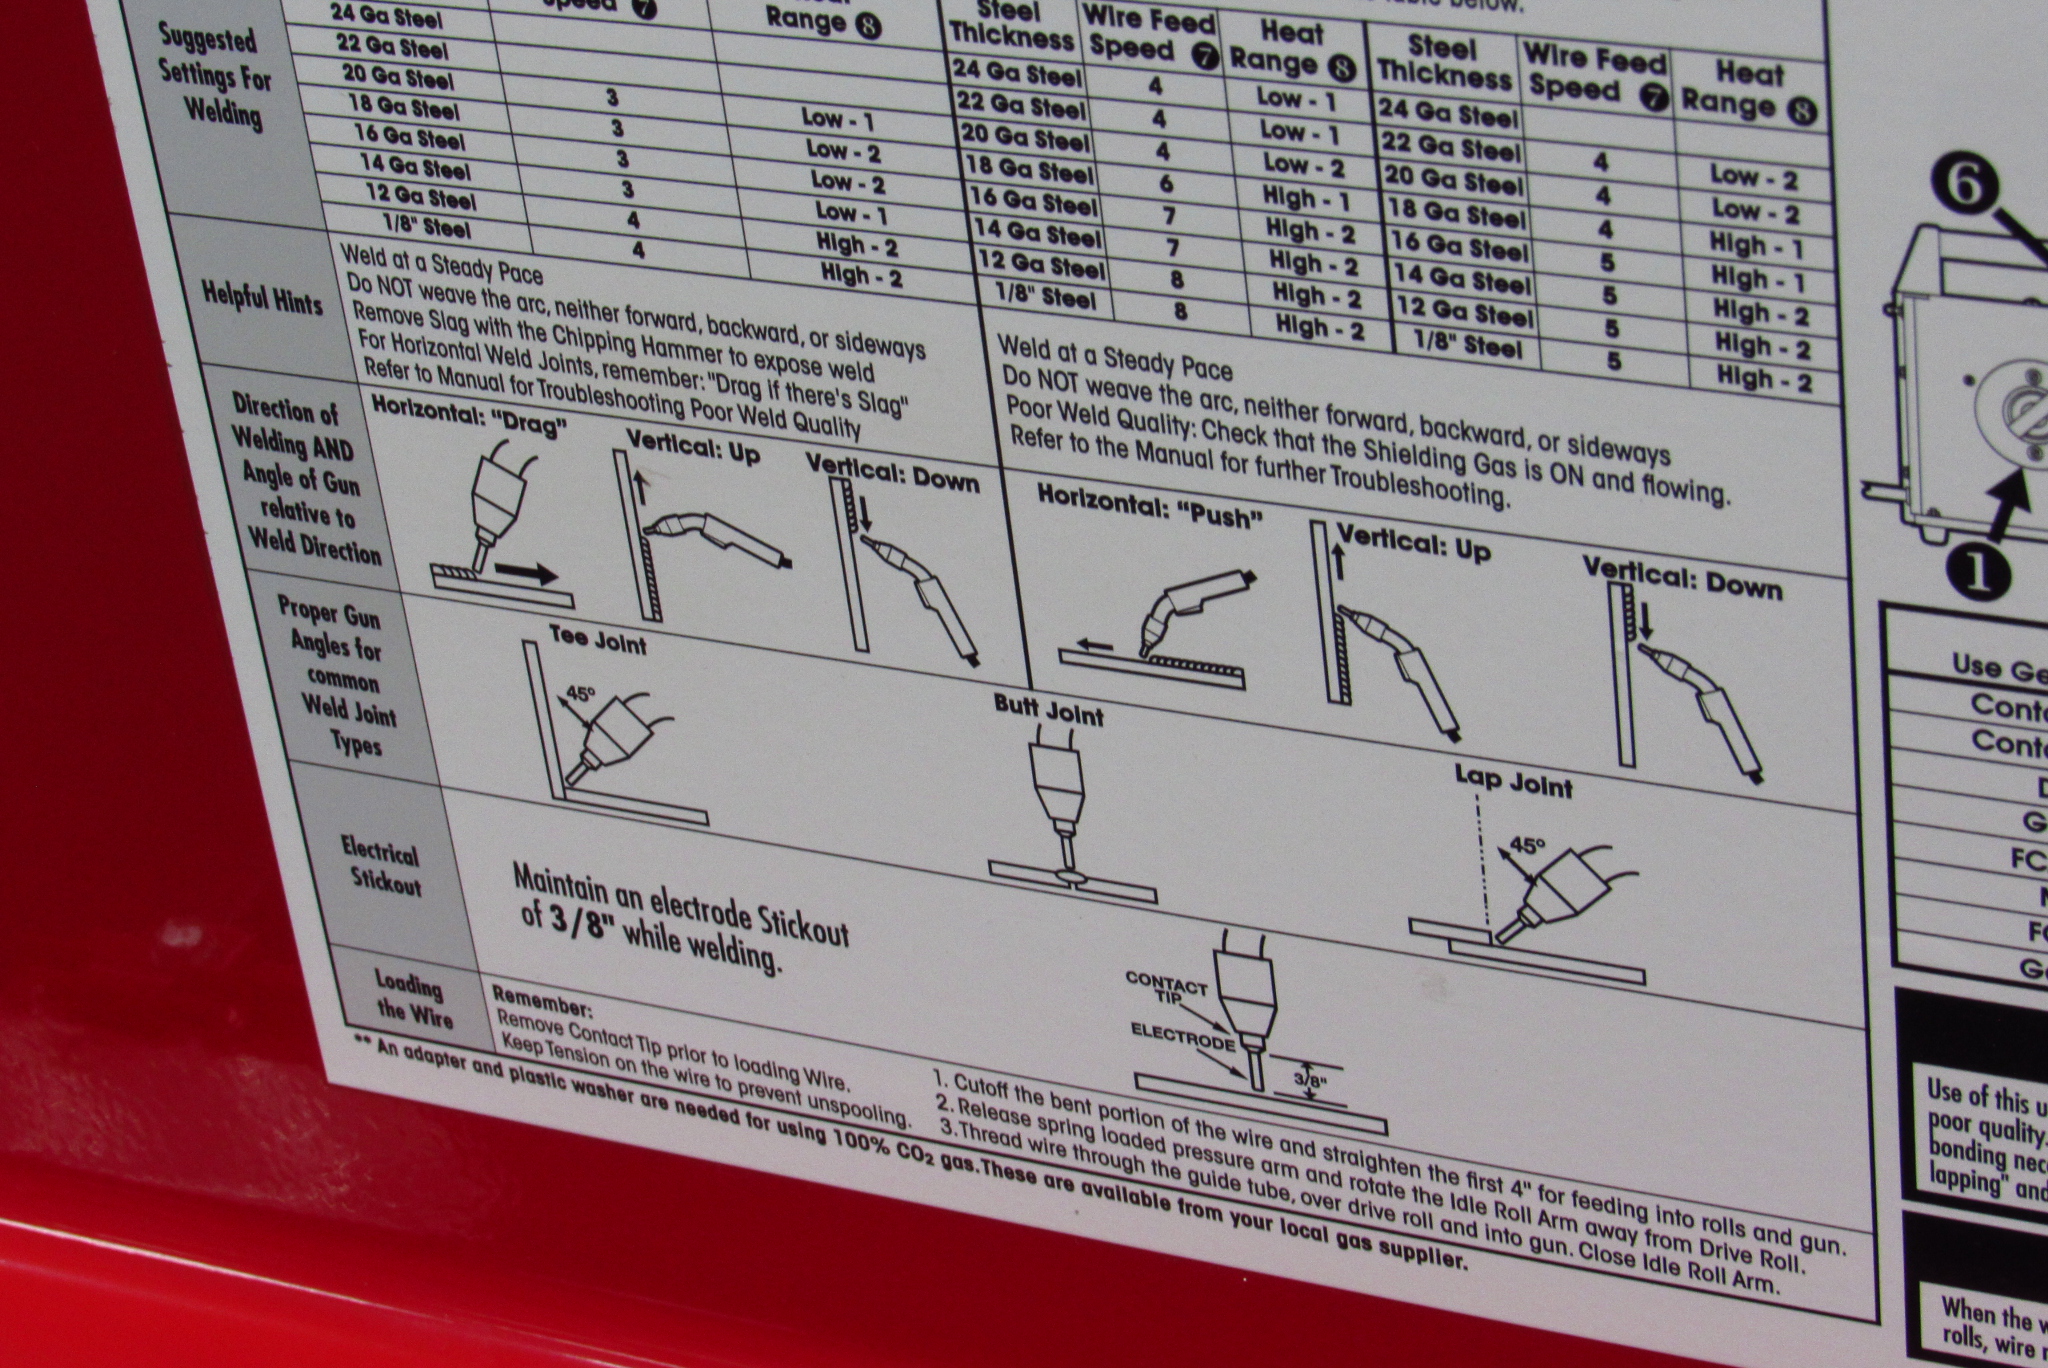 Suggested
Settings For
Welding
Range ❽
24 Ga Steel
22 Ga Steel
20 Ga Steel 3 Low - 1
18 Ga Steel 3 Low - 2
16 Ga Steel 3 Low - 2
14 Ga Steel 3 Low - 1
12 Ga Steel 4 High - 2
1/8" Steel 4 High - 2
Steel Thickness
Wire Feed Speed ❼
Heat Range ❽
24 Ga Steel 4 Low - 1
22 Ga Steel 4 Low - 1
20 Ga Steel 4 Low - 2
18 Ga Steel 6 High - 1
16 Ga Steel 7 High - 2
14 Ga Steel 7 High - 2
12 Ga Steel 8 High - 2
1/8" Steel 8 High - 2
Steel Thickness
Wire Feed Speed ❼
Heat Range ❽
24 Ga Steel
22 Ga Steel 4 Low - 2
20 Ga Steel 4 Low - 2
18 Ga Steel 4 High - 1
16 Ga Steel 5 High - 1
14 Ga Steel 5 High - 2
12 Ga Steel 5 High - 2
1/8" Steel 5 High - 2
Helpful Hints
Weld at a Steady Pace
Do NOT weave the arc, neither forward, backward, or sideways
Remove Slag with the Chipping Hammer to expose weld
For Horizontal Weld Joints, remember: "Drag if there's Slag"
Refer to Manual for Troubleshooting Poor Weld Quality
Weld at a Steady Pace
Do NOT weave the arc, neither forward, backward, or sideways
Poor Weld Quality: Check that the Shielding Gas is ON and flowing.
Refer to the Manual for further Troubleshooting.
Direction of
Welding AND
Angle of Gun
relative to
Weld Direction
Horizontal: "Drag"
Vertical: Up
Vertical: Down
Horizontal: "Push"
Vertical: Up
Vertical: Down
Proper Gun
Angles for
common
Weld Joint
Types
Tee Joint
45°
Butt Joint
Lap Joint
45°
Electrical
Stickout
Maintain an electrode Stickout
of 3/8" while welding.
CONTACT
TIP
ELECTRODE
3/8"
Loading
the Wire
Remember:
Remove Contact Tip prior to loading Wire.
Keep Tension on the wire to prevent unspooling.
1. Cutoff the bent portion of the wire and straighten the first 4" for feeding into rolls and gun.
2. Release spring loaded pressure arm and rotate the Idle Roll Arm away from Drive Roll.
3. Thread wire through the guide tube, over drive roll and into gun. Close Idle Roll Arm.
** An adapter and plastic washer are needed for using 100% CO2 gas. These are available from your local gas supplier.
6
1
Use
Use of this
poor quality.
bonding
lapping" and
When the
rolls, wire